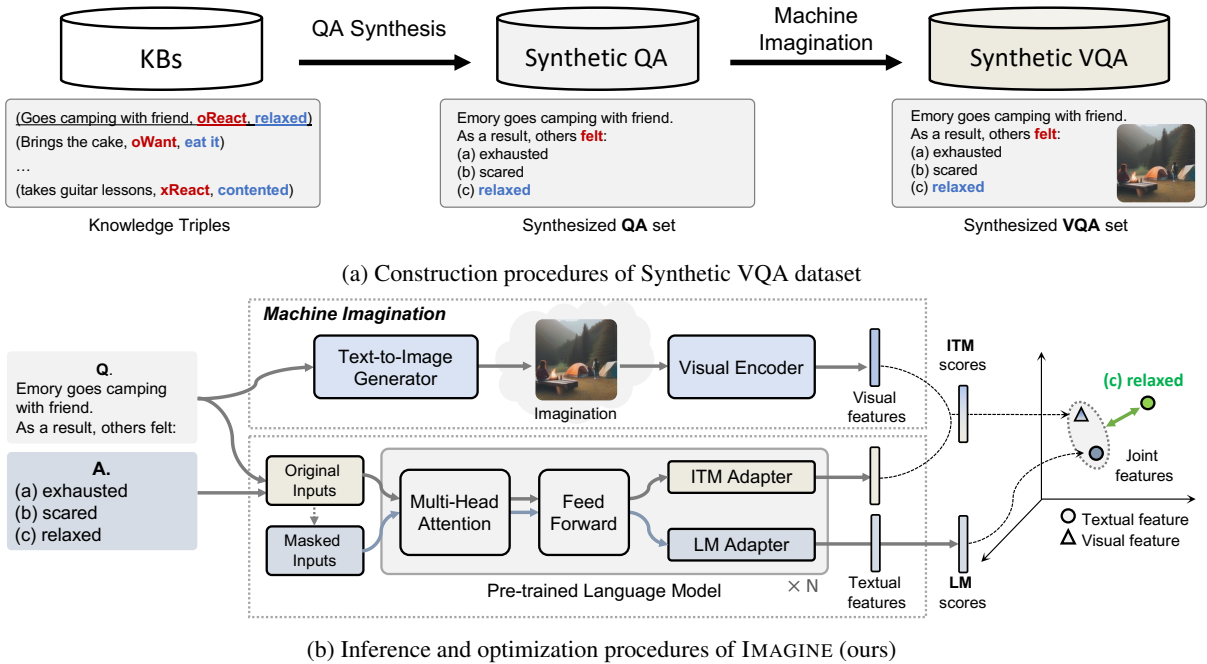 KBs
QA Synthesis
Synthetic QA
Machine
Imagination
Synthetic VQA
(Goes camping with friend, oReact, relaxed)
(Brings the cake, oWant, eat it)
…
(takes guitar lessons, xReact, contented)
Knowledge Triples
Emory goes camping with friend.
As a result, others felt:
(a) exhausted
(b) scared
(c) relaxed
Synthesized QA set
Emory goes camping with friend.
As a result, others felt:
(a) exhausted
(b) scared
(c) relaxed
Synthesized VQA set
(a) Construction procedures of Synthetic VQA dataset
Machine Imagination
Q.
Emory goes camping
with friend.
As a result, others felt:
A.
(a) exhausted
(b) scared
(c) relaxed
Text-to-Image
Generator
Imagination
Visual Encoder
Visual
features
ITM
scores
Original
Inputs
Masked
Inputs
Multi-Head
Attention
Feed
Forward
ITM Adapter
LM Adapter
× N
Pre-trained Language Model
Textual
features
LM
scores
(c) relaxed
Joint
features
Textual feature
Visual feature
(b) Inference and optimization procedures of IMAGINE (ours)